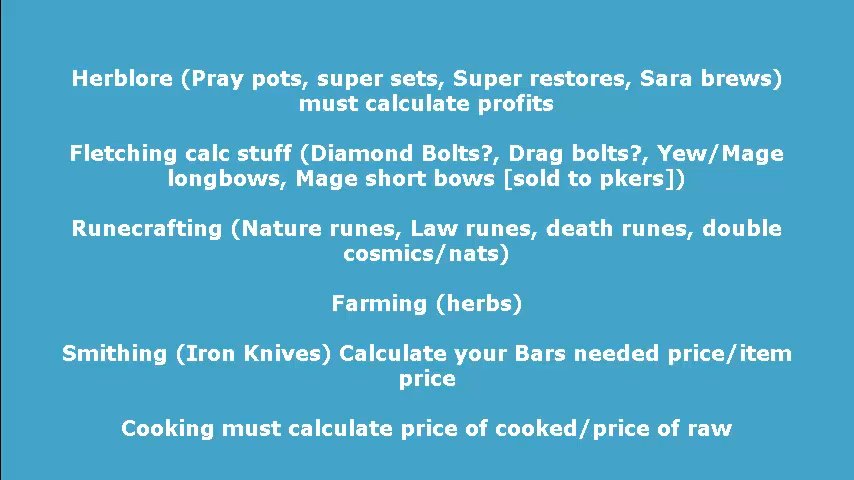 Herblore (Pray pots, super sets, Super restores, Sara brews)
must calculate profits
Fletching calc stuff (Diamond Bolts?, Drag bolts?, Yew/Mage
longbows, Mage short bows [sold to pkers])
Runecrafting (Nature runes, Law runes, death runes, double
cosmics/nats)
Farming (herbs)
Smithing (Iron Knives) Calculate your Bars needed price/item
price
Cooking must calculate price of cooked/price of raw